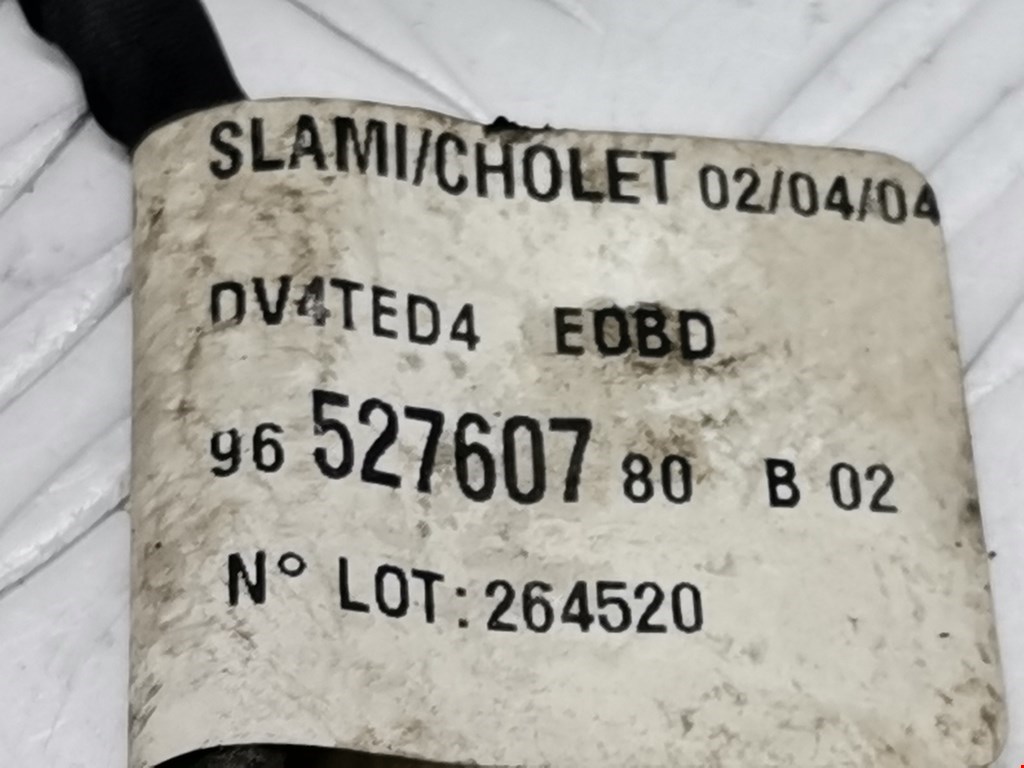 SLAMI/CHOLET 02/04/04
DV4TED4 EOBD
96 527607 80 B 02
N° LOT: 264520